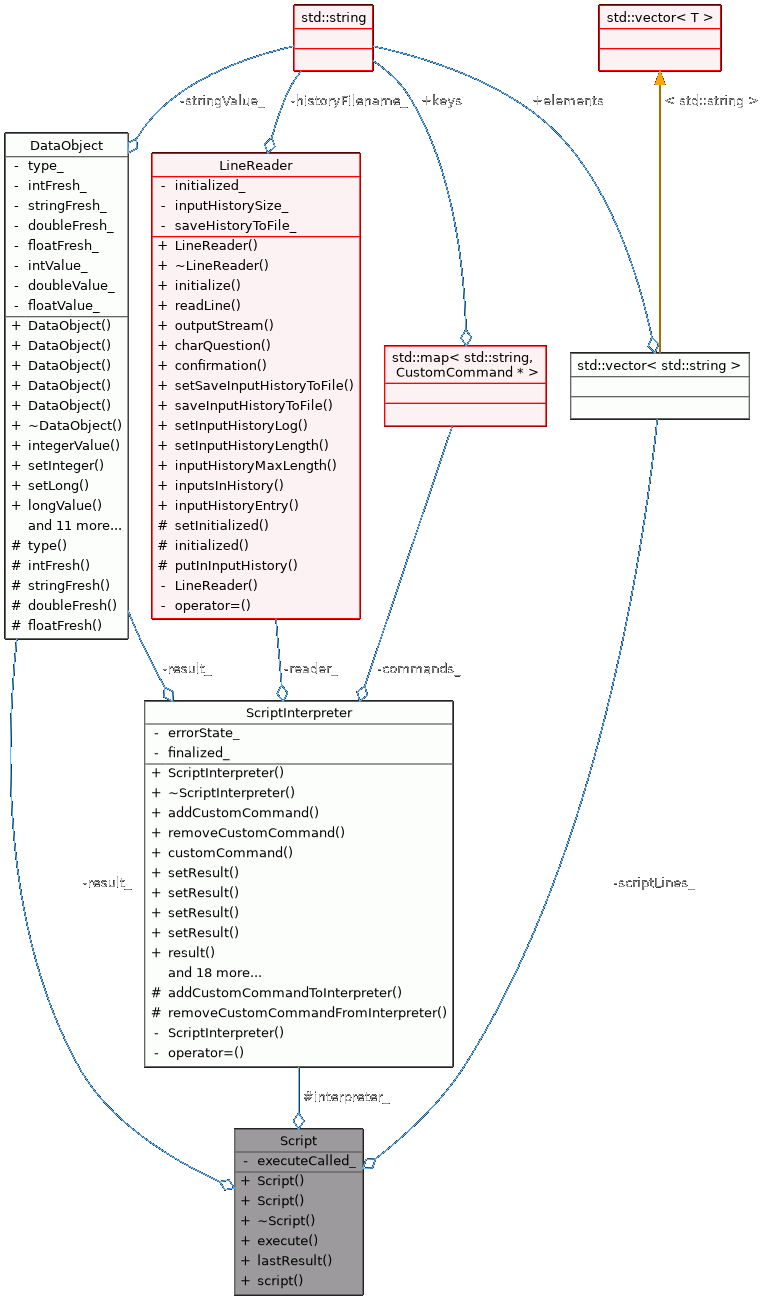 std::string
std::vector< T >
-stringValue_
-historyFilename_
+keys
+elements
< std::string >
DataObject
- type_
- intFresh_
- stringFresh_
- doubleFresh_
- floatFresh_
- intValue_
- doubleValue_
- floatValue_
+ DataObject()
+ DataObject()
+ DataObject()
+ DataObject()
+ DataObject()
+ ~DataObject()
+ integerValue()
+ setInteger()
+ setLong()
+ longValue()
and 11 more...
# type()
# intFresh()
# stringFresh()
# doubleFresh()
# floatFresh()
LineReader
- initialized_
- inputHistorySize_
- saveHistoryToFile_
+ LineReader()
+ ~LineReader()
+ initialize()
+ readLine()
+ outputStream()
+ charQuestion()
+ confirmation()
+ setSaveInputHistoryToFile()
+ saveInputHistoryToFile()
+ setInputHistoryLog()
+ setInputHistoryLength()
+ inputHistoryMaxLength()
+ inputsInHistory()
+ inputHistoryEntry()
# setInitialized()
# initialized()
# putInInputHistory()
- LineReader()
- operator=()
std::map< std::string,
CustomCommand * >
std::vector< std::string >
-result_
-reader_
-commands_
ScriptInterpreter
- errorState_
- finalized_
+ ScriptInterpreter()
+ ~ScriptInterpreter()
+ addCustomCommand()
+ removeCustomCommand()
+ customCommand()
+ setResult()
+ setResult()
+ setResult()
+ setResult()
+ result()
and 18 more...
# addCustomCommandToInterpreter()
# removeCustomCommandFromInterpreter()
- ScriptInterpreter()
- operator=()
-result_
-scriptLines_
#interpreter_
Script
- executeCalled_
+ Script()
+ Script()
+ ~Script()
+ execute()
+ lastResult()
+ script()